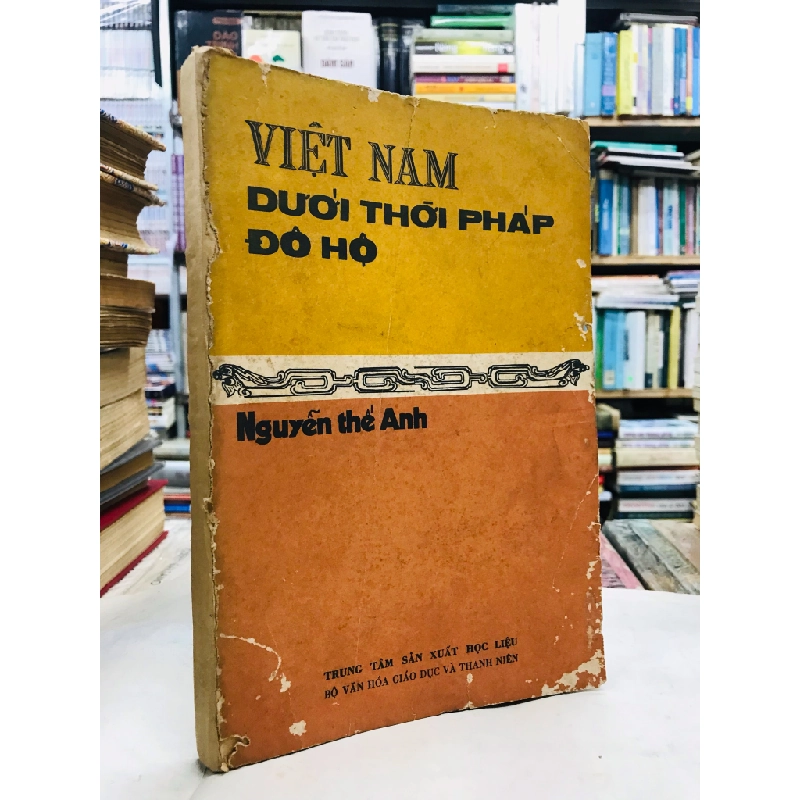 VIỆT NAM
DƯỚI THỜI PHÁP
ĐÔ HỘ
Nguyễn thế Anh
TRUNG TÂM SẢN XUẤT HỌC LIỆU
BỘ VĂN HÓA GIÁO DỤC VÀ THANH NIÊN